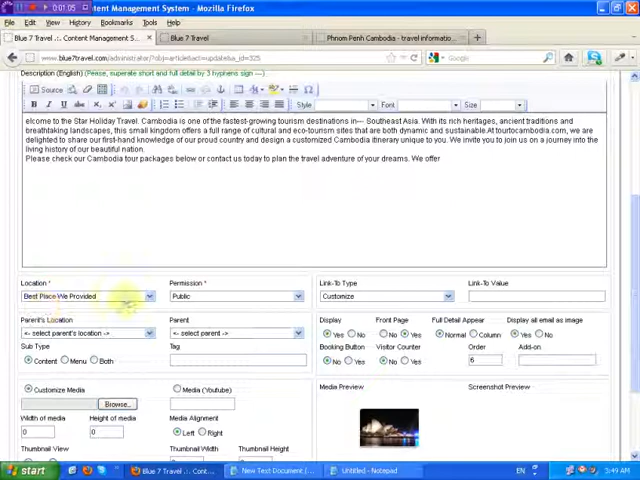 00:01:05
ntent Management System - Mozilla Firefox
File Edit View History Bookmarks Tools Help
Blue 7 Travel .:. Content Management S... Blue 7 Travel Phnom Penh Cambodia - travel informatio...
www.blue7travel.com/administrator/?obj=article&act=update&a_id=325 Google
Description (English) (Please, superate short and full detail by 3 hyphens sign ---)
Source
Style Font Size
elcome to the Star Holiday Travel. Cambodia is one of the fastest-growing tourism destinations in--- Southeast Asia. With its rich heritages, ancient traditions and
breathtaking landscapes, this small kingdom offers a full range of cultural and eco-tourism sites that are both dynamic and sustainable.At tourtocambodia.com, we are
delighted to share our first-hand knowledge of our proud country and design a customized Cambodia itinerary unique to you. We invite you to join us on a journey into the
living history of our beautiful nation.
Please check our Cambodia tour packages below or contact us today to plan the travel adventure of your dreams. We offer
Location * Permission * Link-To Type Link-To Value
Best Place We Provided Public Customize
Parent's Location Parent Display Front Page Full Detail Appear Display all email as image
<- select parent's location -> <- select parent -> Yes No No Yes Normal Column Yes No
Sub Type Tag Booking Button Visitor Counter Order Add-on
Content Menu Both No Yes No Yes 6
Customize Media Media (Youtube) Media Preview Screenshot Preview
Browse...
Width of media Height of media Media Alignment
0 0 Left Right
Thumbnail View Thumbnail Width Thumbnail Height
start Blue 7 Travel .:. Cont... New Text Document (... Untitled - Notepad EN 3:49 AM